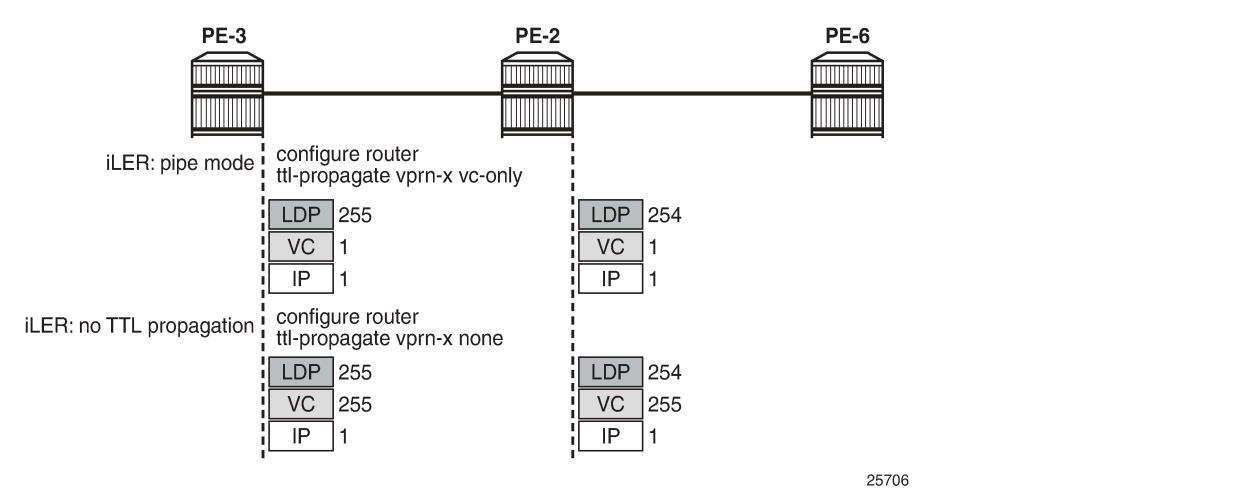 PE-3
PE-2
PE-6
iLER: pipe mode
configure router
ttl-propagate vprn-x vc-only
LDP 255
VC 1
IP 1
LDP 254
VC 1
IP 1
iLER: no TTL propagation
configure router
ttl-propagate vprn-x none
LDP 255
VC 255
IP 1
LDP 254
VC 255
IP 1
25706